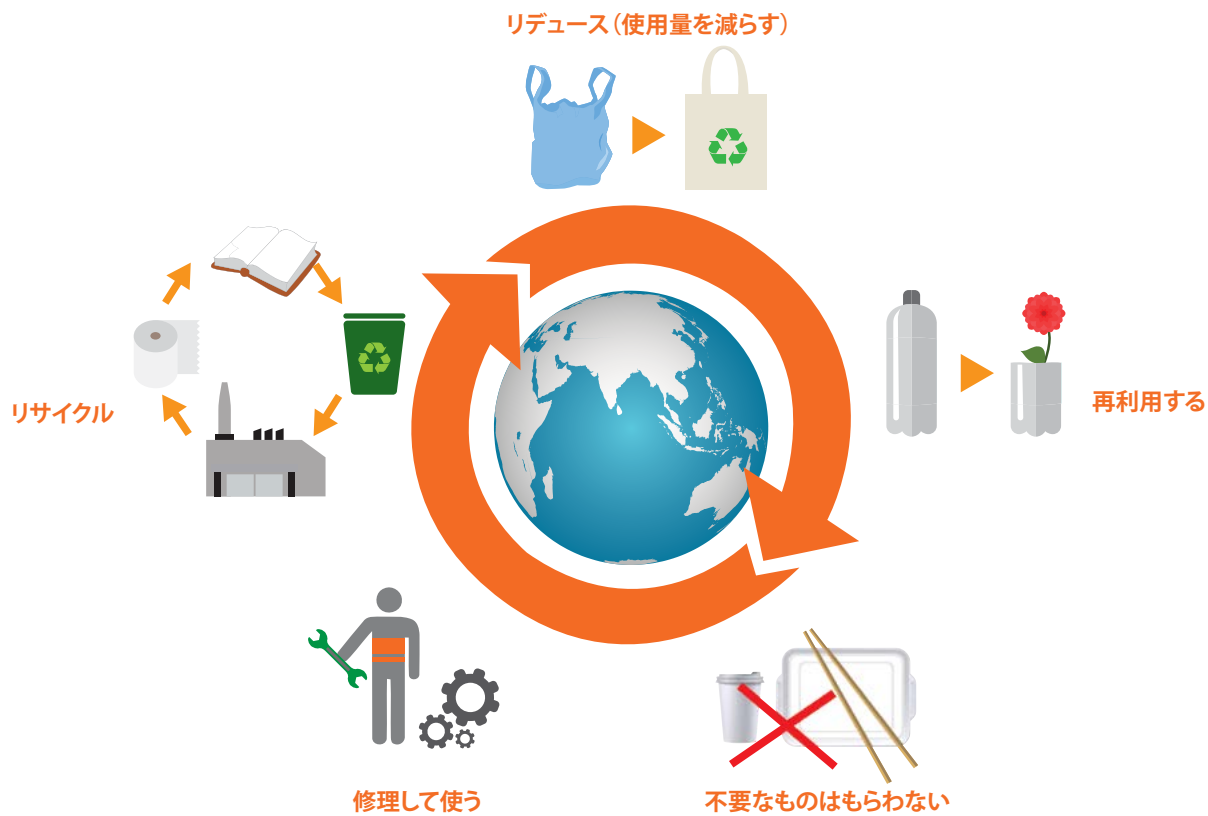 リデュース（使用量を減らす）
リサイクル
再利用する
修理して使う
不要なものはもらわない